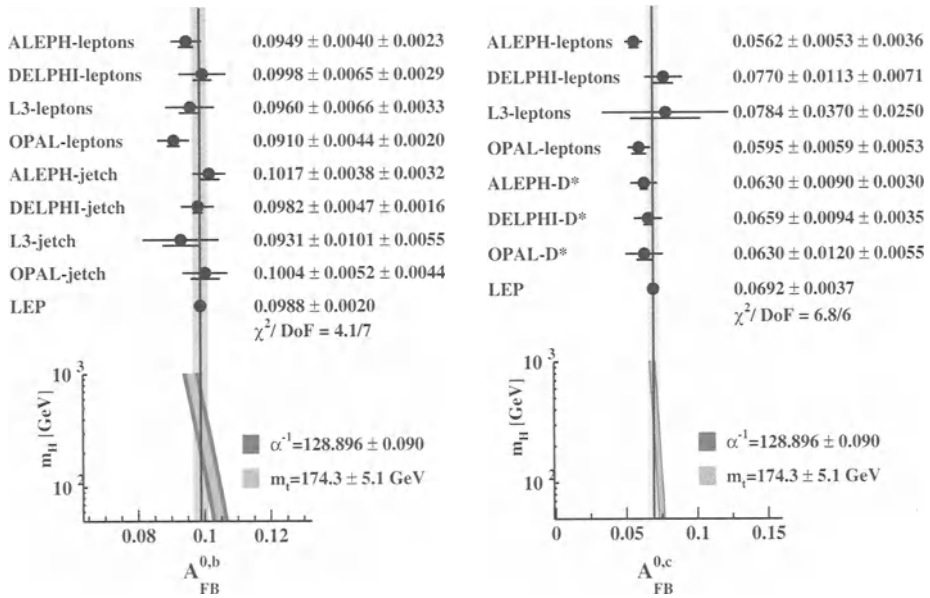 ALEPH-leptons 0.0949 ± 0.0040 ± 0.0023
DELPHI-leptons 0.0998 ± 0.0065 ± 0.0029
L3-leptons 0.0960 ± 0.0066 ± 0.0033
OPAL-leptons 0.0910 ± 0.0044 ± 0.0020
ALEPH-jetch 0.1017 ± 0.0038 ± 0.0032
DELPHI-jetch 0.0982 ± 0.0047 ± 0.0016
L3-jetch 0.0931 ± 0.0101 ± 0.0055
OPAL-jetch 0.1004 ± 0.0052 ± 0.0044
LEP 0.0988 ± 0.0020
χ²/ DoF = 4.1/7
10³
m_H [GeV]
α⁻¹=128.896 ± 0.090
m_t=174.3 ± 5.1 GeV
10²
0.08 0.1 0.12
A_FB^0,b
ALEPH-leptons 0.0562 ± 0.0053 ± 0.0036
DELPHI-leptons 0.0770 ± 0.0113 ± 0.0071
L3-leptons 0.0784 ± 0.0370 ± 0.0250
OPAL-leptons 0.0595 ± 0.0059 ± 0.0053
ALEPH-D* 0.0630 ± 0.0090 ± 0.0030
DELPHI-D* 0.0659 ± 0.0094 ± 0.0035
OPAL-D* 0.0630 ± 0.0120 ± 0.0055
LEP 0.0692 ± 0.0037
χ²/ DoF = 6.8/6
10³
m_H [GeV]
α⁻¹=128.896 ± 0.090
m_t=174.3 ± 5.1 GeV
10²
0 0.05 0.1 0.15
A_FB^0,c